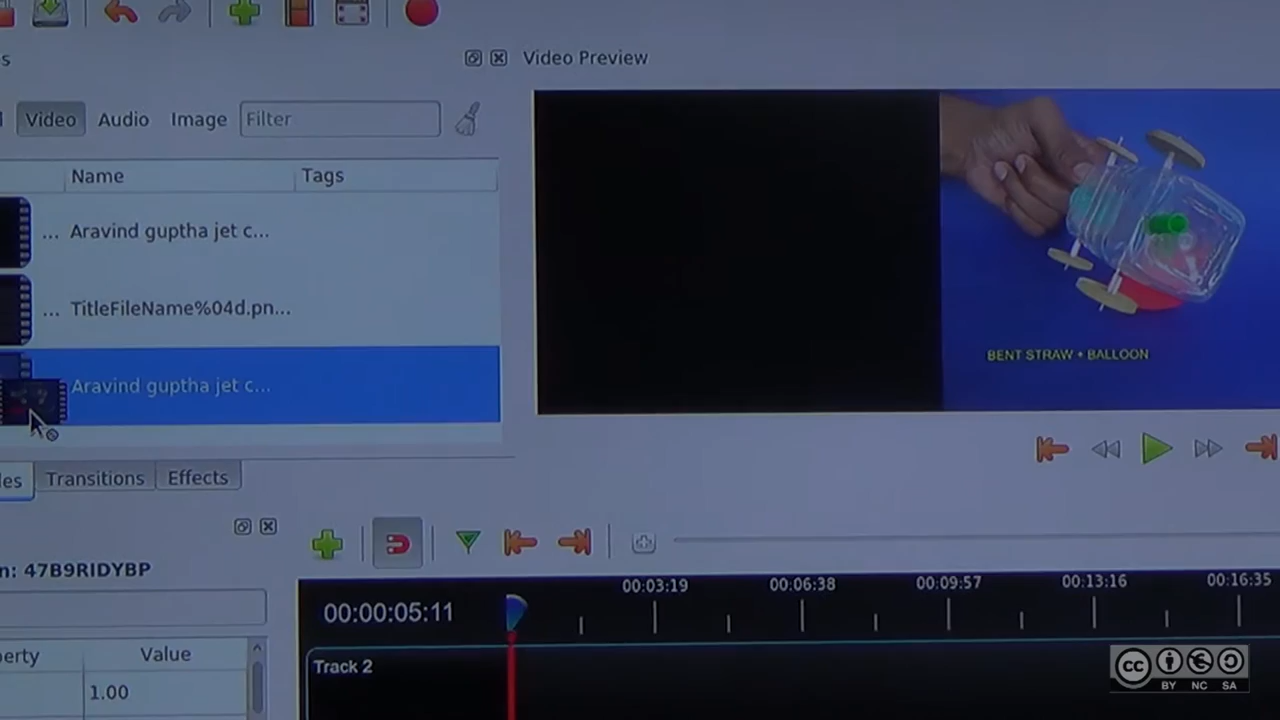 s
Video Preview
Video Audio Image Filter
Name Tags
... Aravind guptha jet c...
... TitleFileName%04d.pn...
Aravind guptha jet c...
BENT STRAW • BALLOON
les Transitions Effects
n: 47B9RIDYBP
00:03:19 00:06:38 00:09:57 00:13:16 00:16:35
00:00:05:11
perty Value
Track 2
1.00
cc
BY NC SA